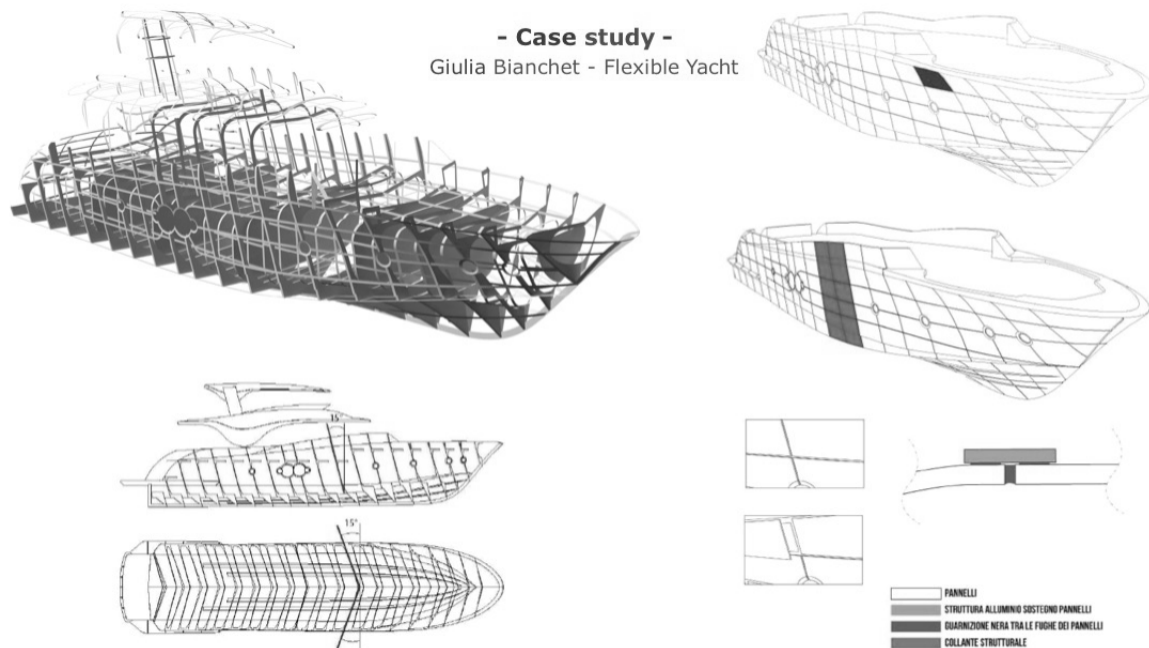 - Case study -
Giulia Bianchet - Flexible Yacht
15°
15°
PANNELLI
STRUTTURA ALLUMINIO SOSTEGNO PANNELLI
GUARNIZIONE NERA TRA LE FUGHE DEI PANNELLI
COLLANTE STRUTTURALE